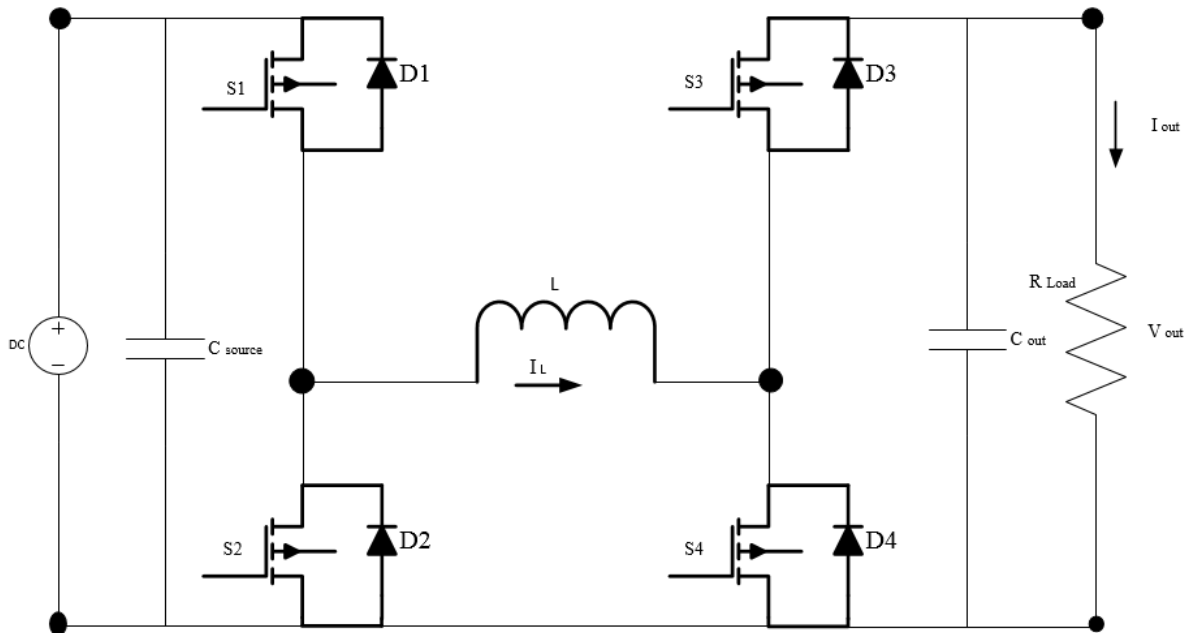 S1
D1
S3
D3
I out
L
R Load
DC
+
−
C source
I L
C out
V out
S2
D2
S4
D4